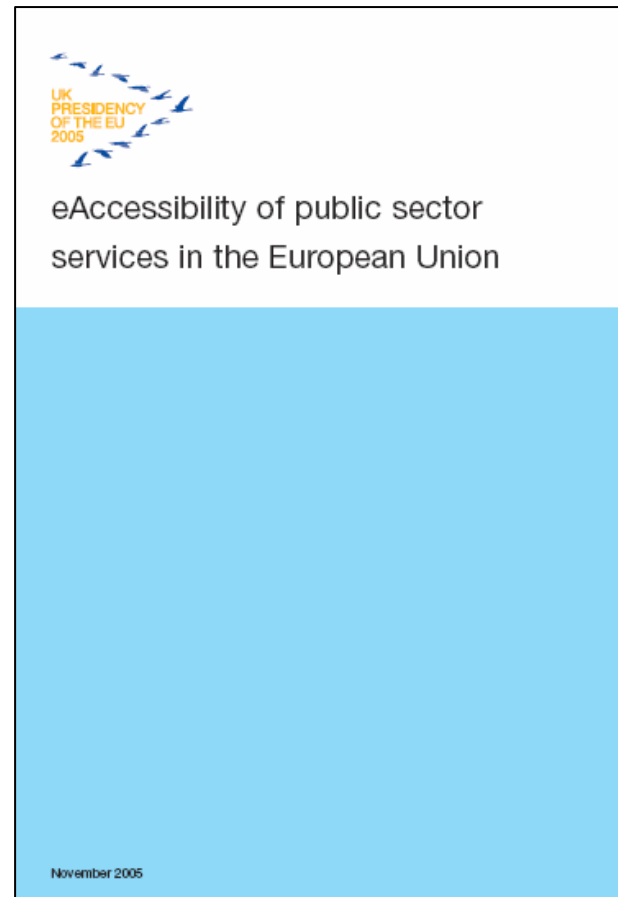 UK
PRESIDENCY
OF THE EU
2005
eAccessibility of public sector
services in the European Union
November 2005